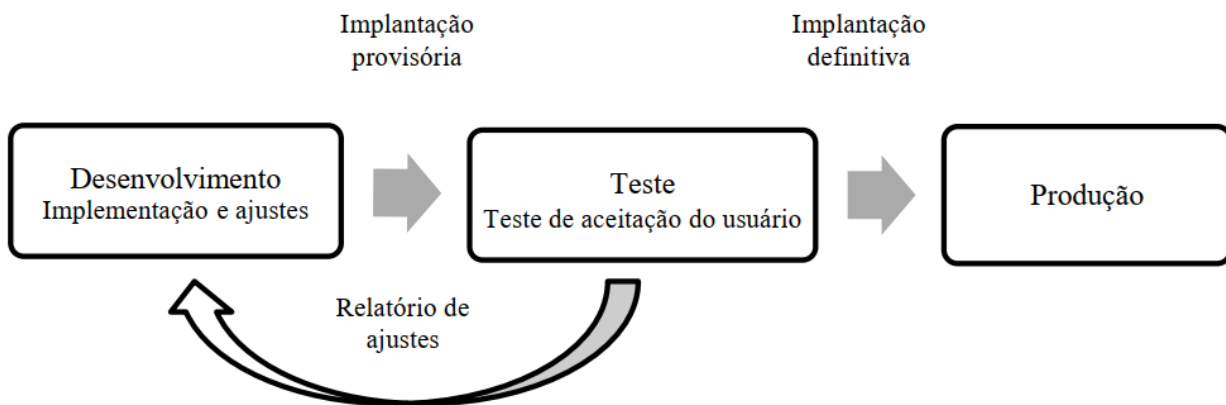 Implantação
provisória
Implantação
definitiva
Desenvolvimento
Implementação e ajustes
Teste
Teste de aceitação do usuário
Produção
Relatório de
ajustes